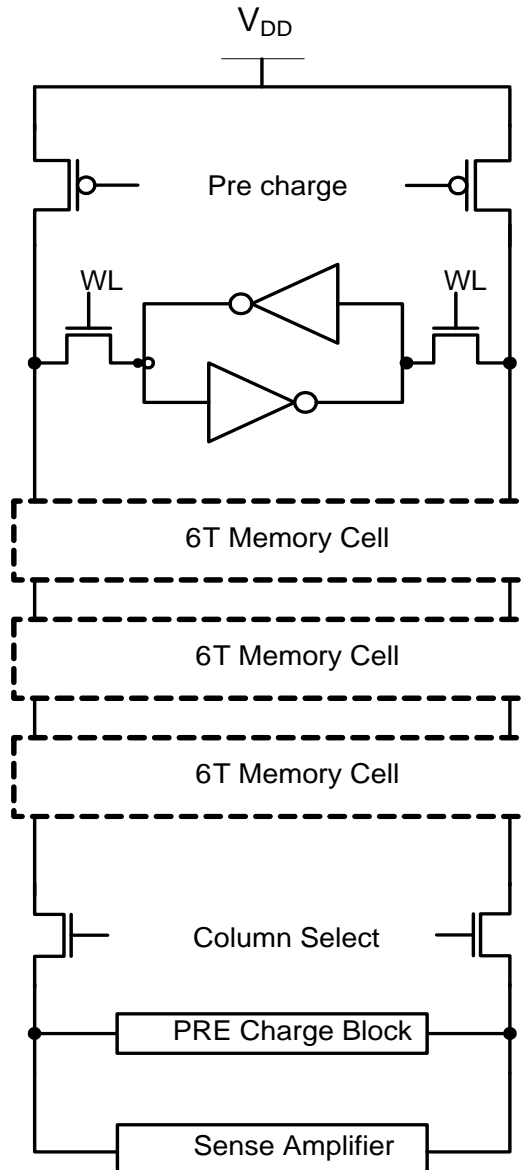 VDD
Pre charge
WL
WL
6T Memory Cell
6T Memory Cell
6T Memory Cell
Column Select
PRE Charge Block
Sense Amplifier